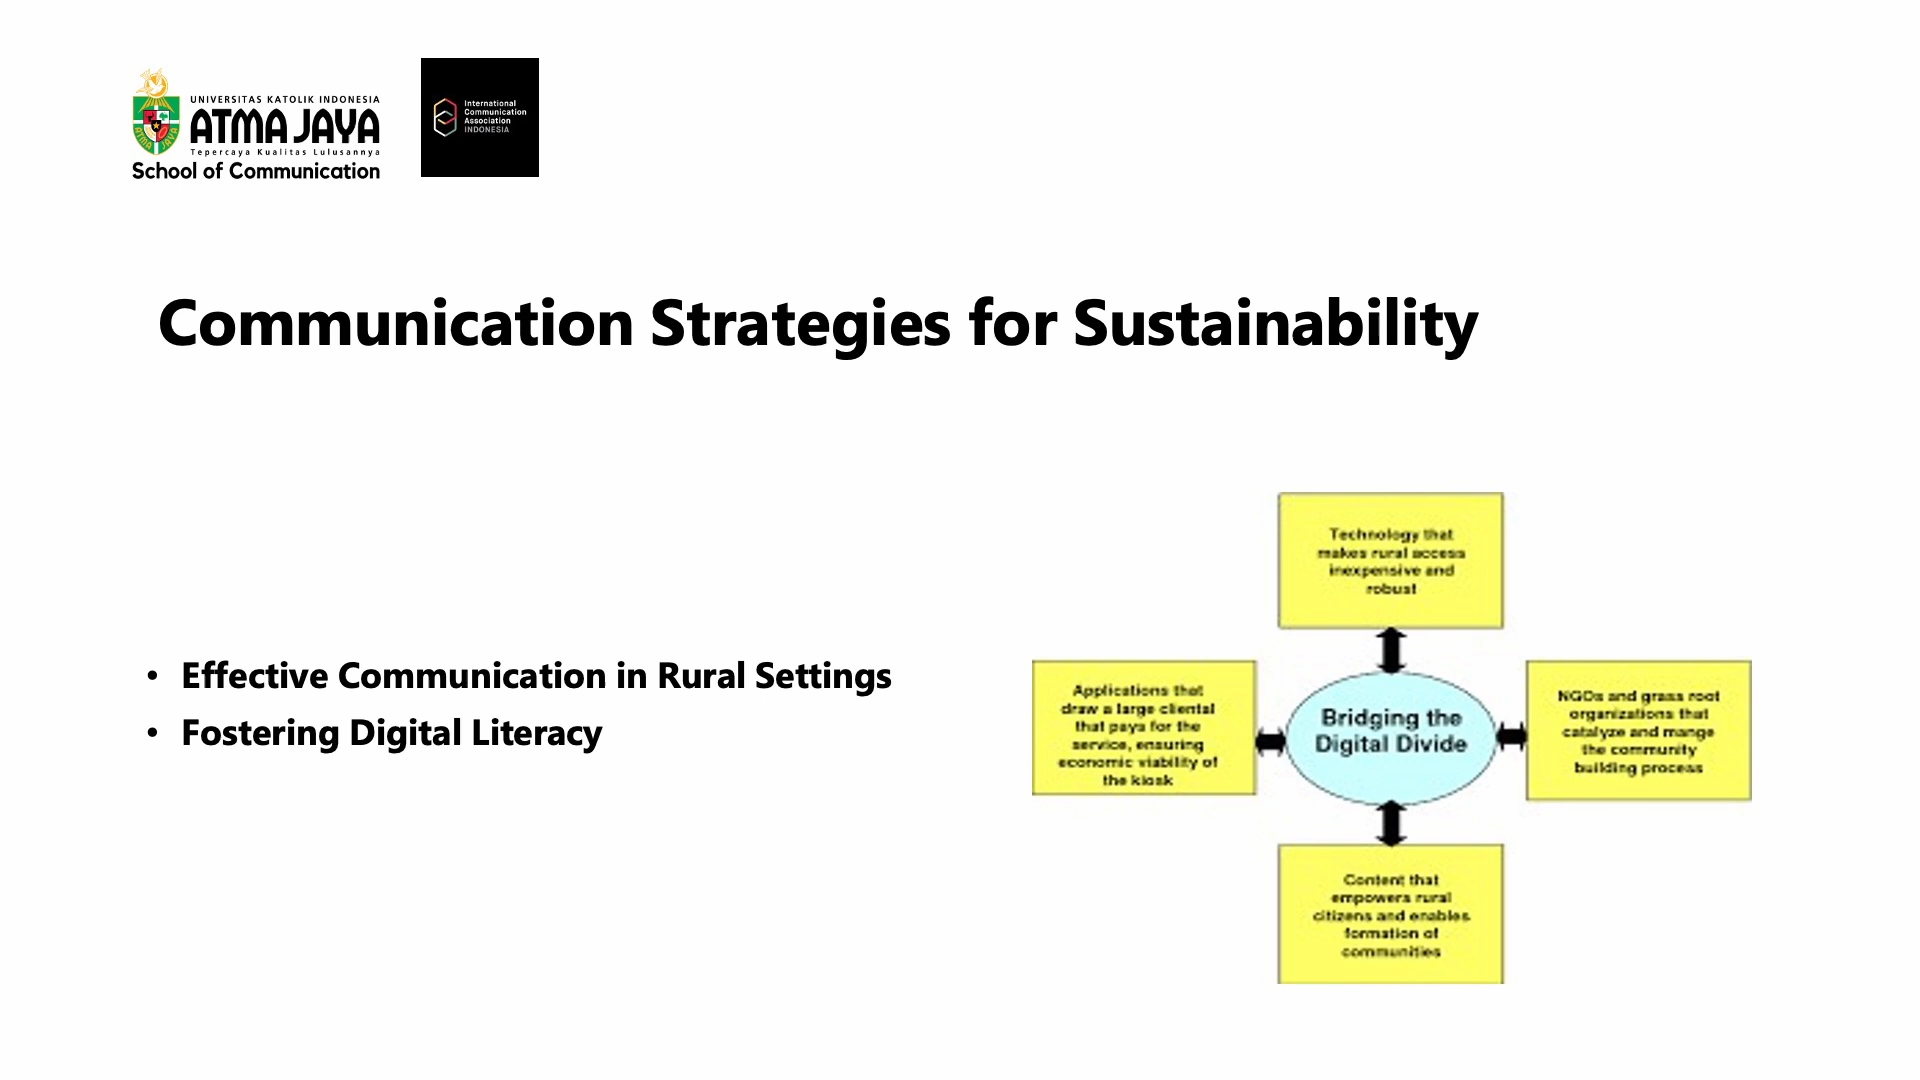 UNIVERSITAS KATOLIK INDONESIA
ATMA JAYA
Tepercaya Kualitas Lulusannya
School of Communication
International
Communication
Association
INDONESIA
Communication Strategies for Sustainability
• Effective Communication in Rural Settings
• Fostering Digital Literacy
Technology that
makes rural access
inexpensive and
robust
Applications that
draw a large cliental
that pays for the
service, ensuring
economic viability of
the kiosk
Bridging the
Digital Divide
NGOs and grass root
organizations that
catalyze and mange
the community
building process
Content that
empowers rural
citizens and enables
formation of
communities